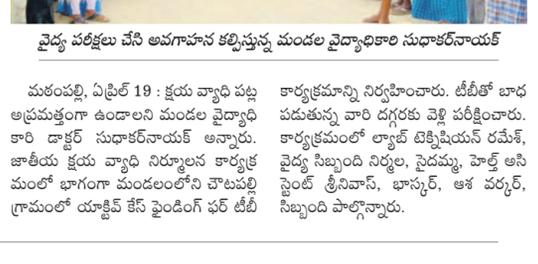 వైద్య పరీక్షలు చేసి అవగాహన కల్పిస్తున్న మండల వైద్యాధికారి సుధాకర్‌నాయక్
మఠంపల్లి, ఏప్రిల్ 19 : క్షయ వ్యాధి పట్ల
అప్రమత్తంగా ఉండాలని మండల వైద్యాధి
కారి డాక్టర్ సుధాకర్‌నాయక్ అన్నారు.
జాతీయ క్షయ వ్యాధి నిర్మూలన కార్యక్ర
మంలో భాగంగా మండలంలోని చౌటపల్లి
గ్రామంలో యాక్టివ్ కేస్ ఫైండింగ్ ఫర్ టీబీ
కార్యక్రమాన్ని నిర్వహించారు. టీబీతో బాధ
పడుతున్న వారి దగ్గరకు వెళ్లి పరీక్షించారు.
కార్యక్రమంలో ల్యాబ్ టెక్నిషియన్ రమేశ్,
వైద్య సిబ్బంది నిర్మల, సైదమ్మ, హెల్త్ అసి
స్టెంట్ శ్రీనివాస్, భాస్కర్, ఆశ వర్కర్,
సిబ్బంది పాల్గొన్నారు.